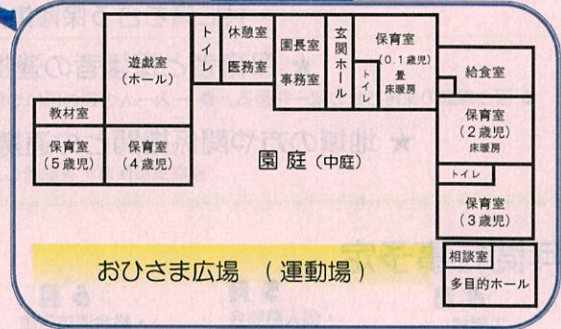 遊戯室
(ホール)
トイレ
休憩室
医務室
園長室
事務室
玄関ホール
保育室
(0.1歳児)
畳
床暖房
トイレ
給食室
教材室
保育室
(5歳児)
保育室
(4歳児)
園庭(中庭)
保育室
(2歳児)
床暖房
トイレ
保育室
(3歳児)
相談室
多目的ホール
おひさま広場 (運動場)